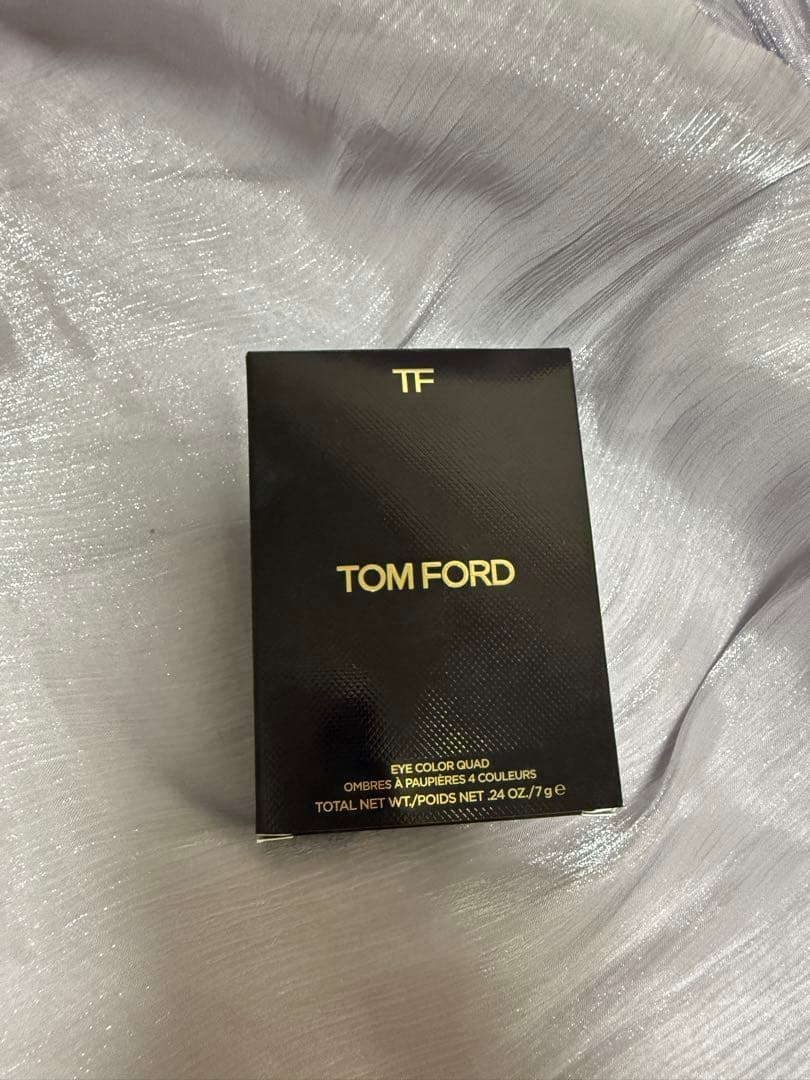 TF
TOM FORD
EYE COLOR QUAD
OMBRES À PAUPIÈRES 4 COULEURS
TOTAL NET WT./POIDS NET .24 OZ./7 g ℮